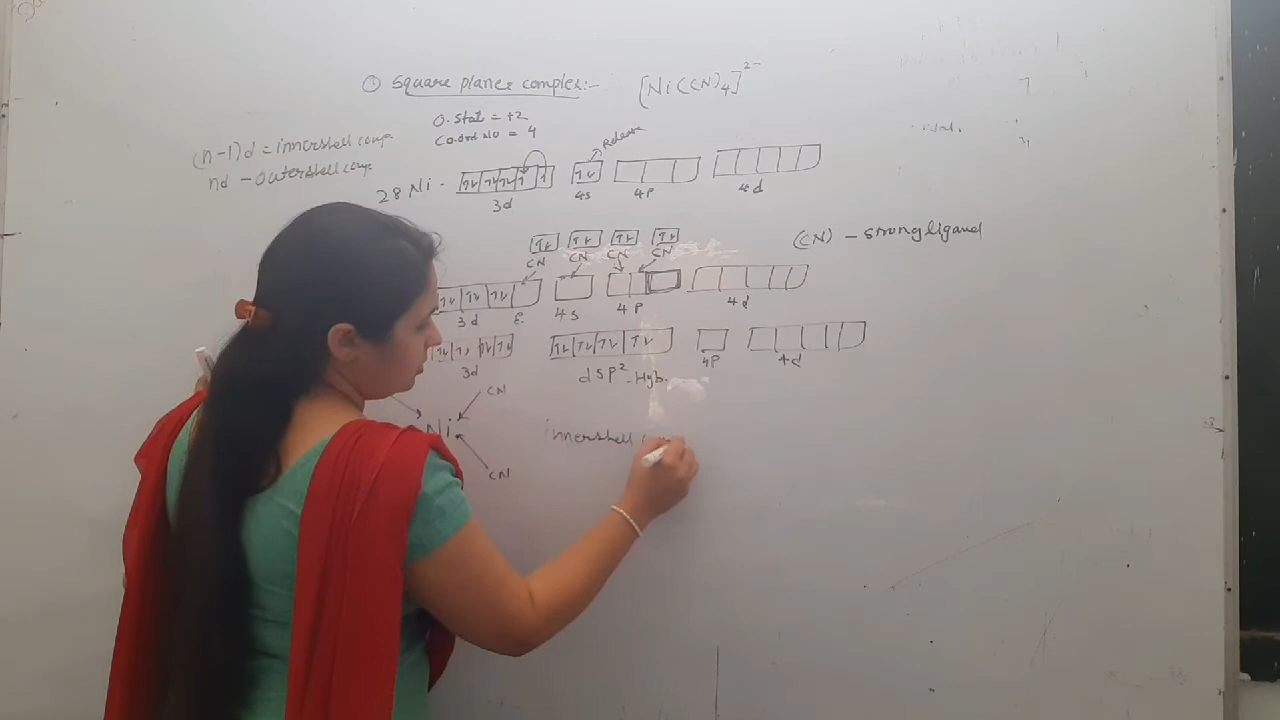 ① Square planer complex:-
[Ni(CN)4]2-
O. stat = +2
Co.ord no = 4
(n-1)d = innershell comp
nd - outershell comp
Release
28 Ni -
3d 4s 4p 4d
CN CN CN CN
(CN) - strong ligand
3d 4s 4p 4d
3d dsp2-Hyb. 4p 4d
CN
Ni
CN
innershell